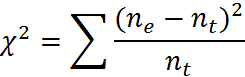 χ² = ∑ (nₑ − nₜ)² / nₜ